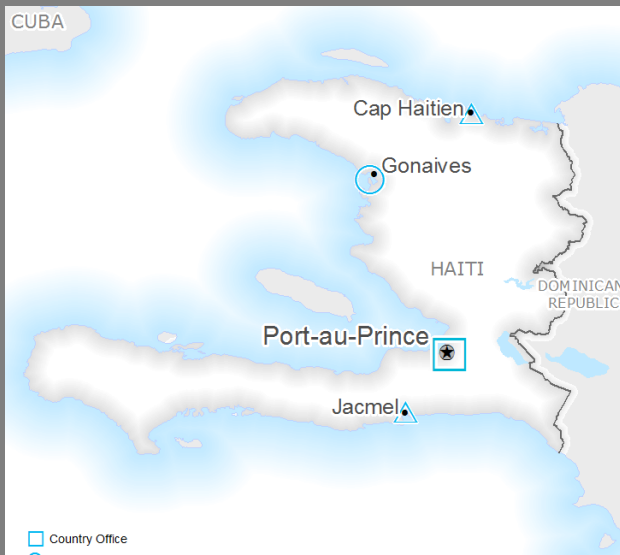 CUBA
Cap Haitien
Gonaives
HAITI
DOMINICAN
REPUBLIC
Port-au-Prince
Jacmel
Country Office